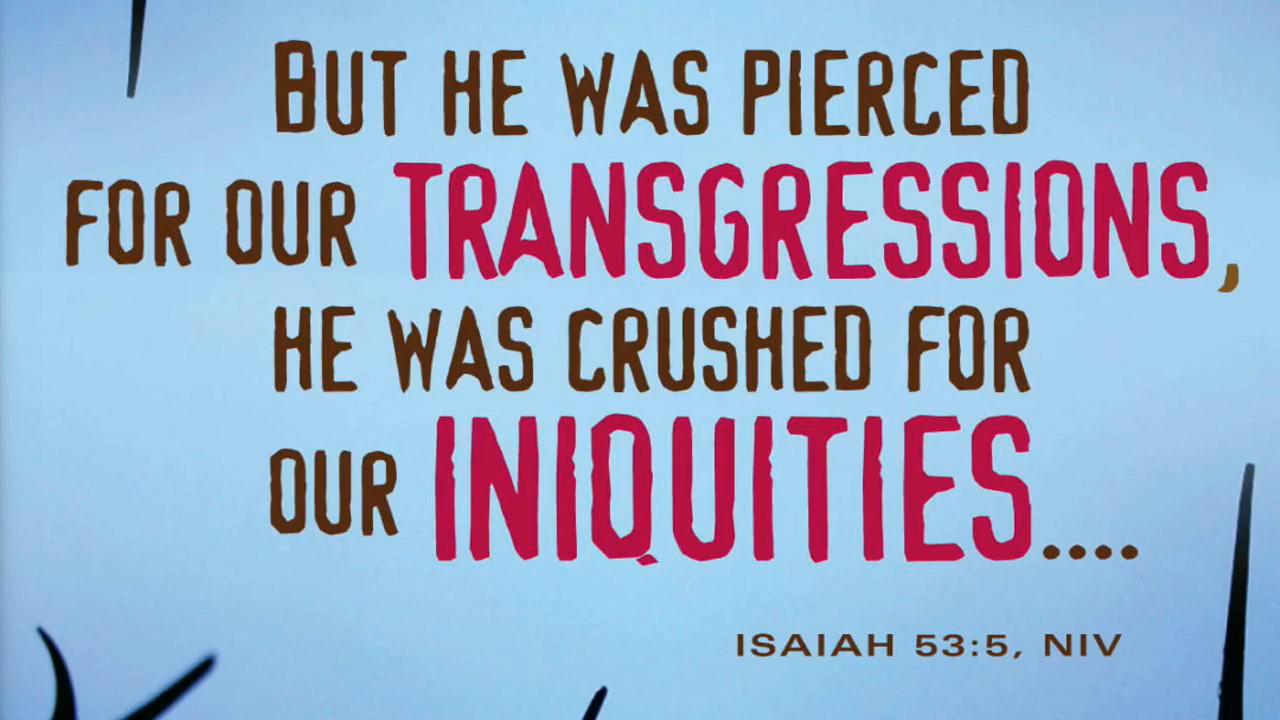 But he was pierced
for our transgressions,
he was crushed for
our iniquities....
ISAIAH 53:5, NIV